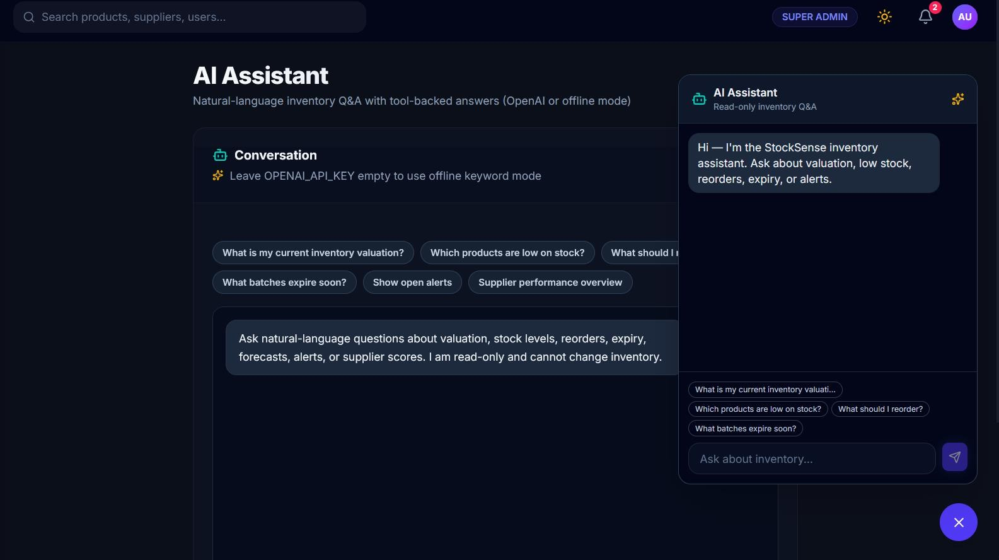 Search products, suppliers, users...
SUPER ADMIN
2
AU
AI Assistant
Natural-language inventory Q&A with tool-backed answers (OpenAI or offline mode)
Conversation
Leave OPENAI_API_KEY empty to use offline keyword mode
What is my current inventory valuation?
Which products are low on stock?
What should I
What batches expire soon?
Show open alerts
Supplier performance overview
Ask natural-language questions about valuation, stock levels, reorders, expiry,
forecasts, alerts, or supplier scores. I am read-only and cannot change inventory.
AI Assistant
Read-only inventory Q&A
Hi — I'm the StockSense inventory
assistant. Ask about valuation, low stock,
reorders, expiry, or alerts.
What is my current inventory valuati...
Which products are low on stock?
What should I reorder?
What batches expire soon?
Ask about inventory...